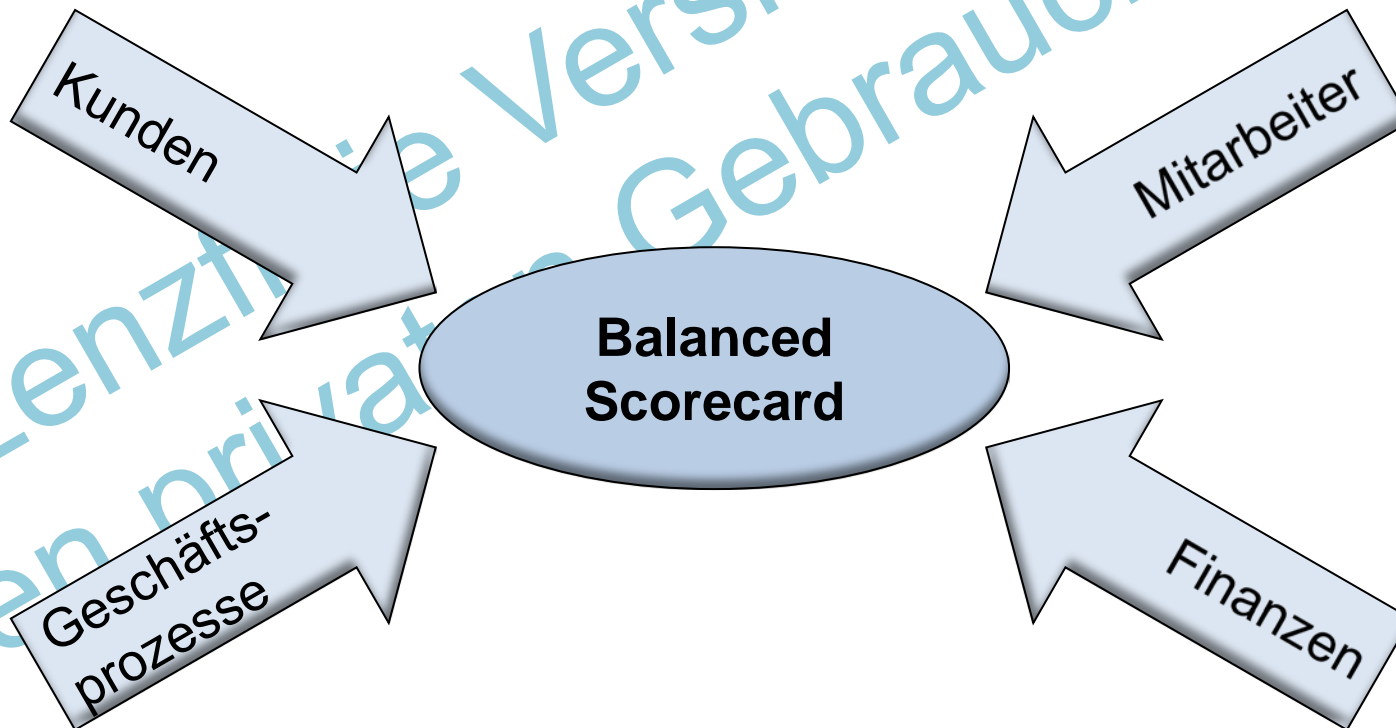 Kunden
Mitarbeiter
Balanced
Scorecard
Geschäfts-
prozesse
Finanzen